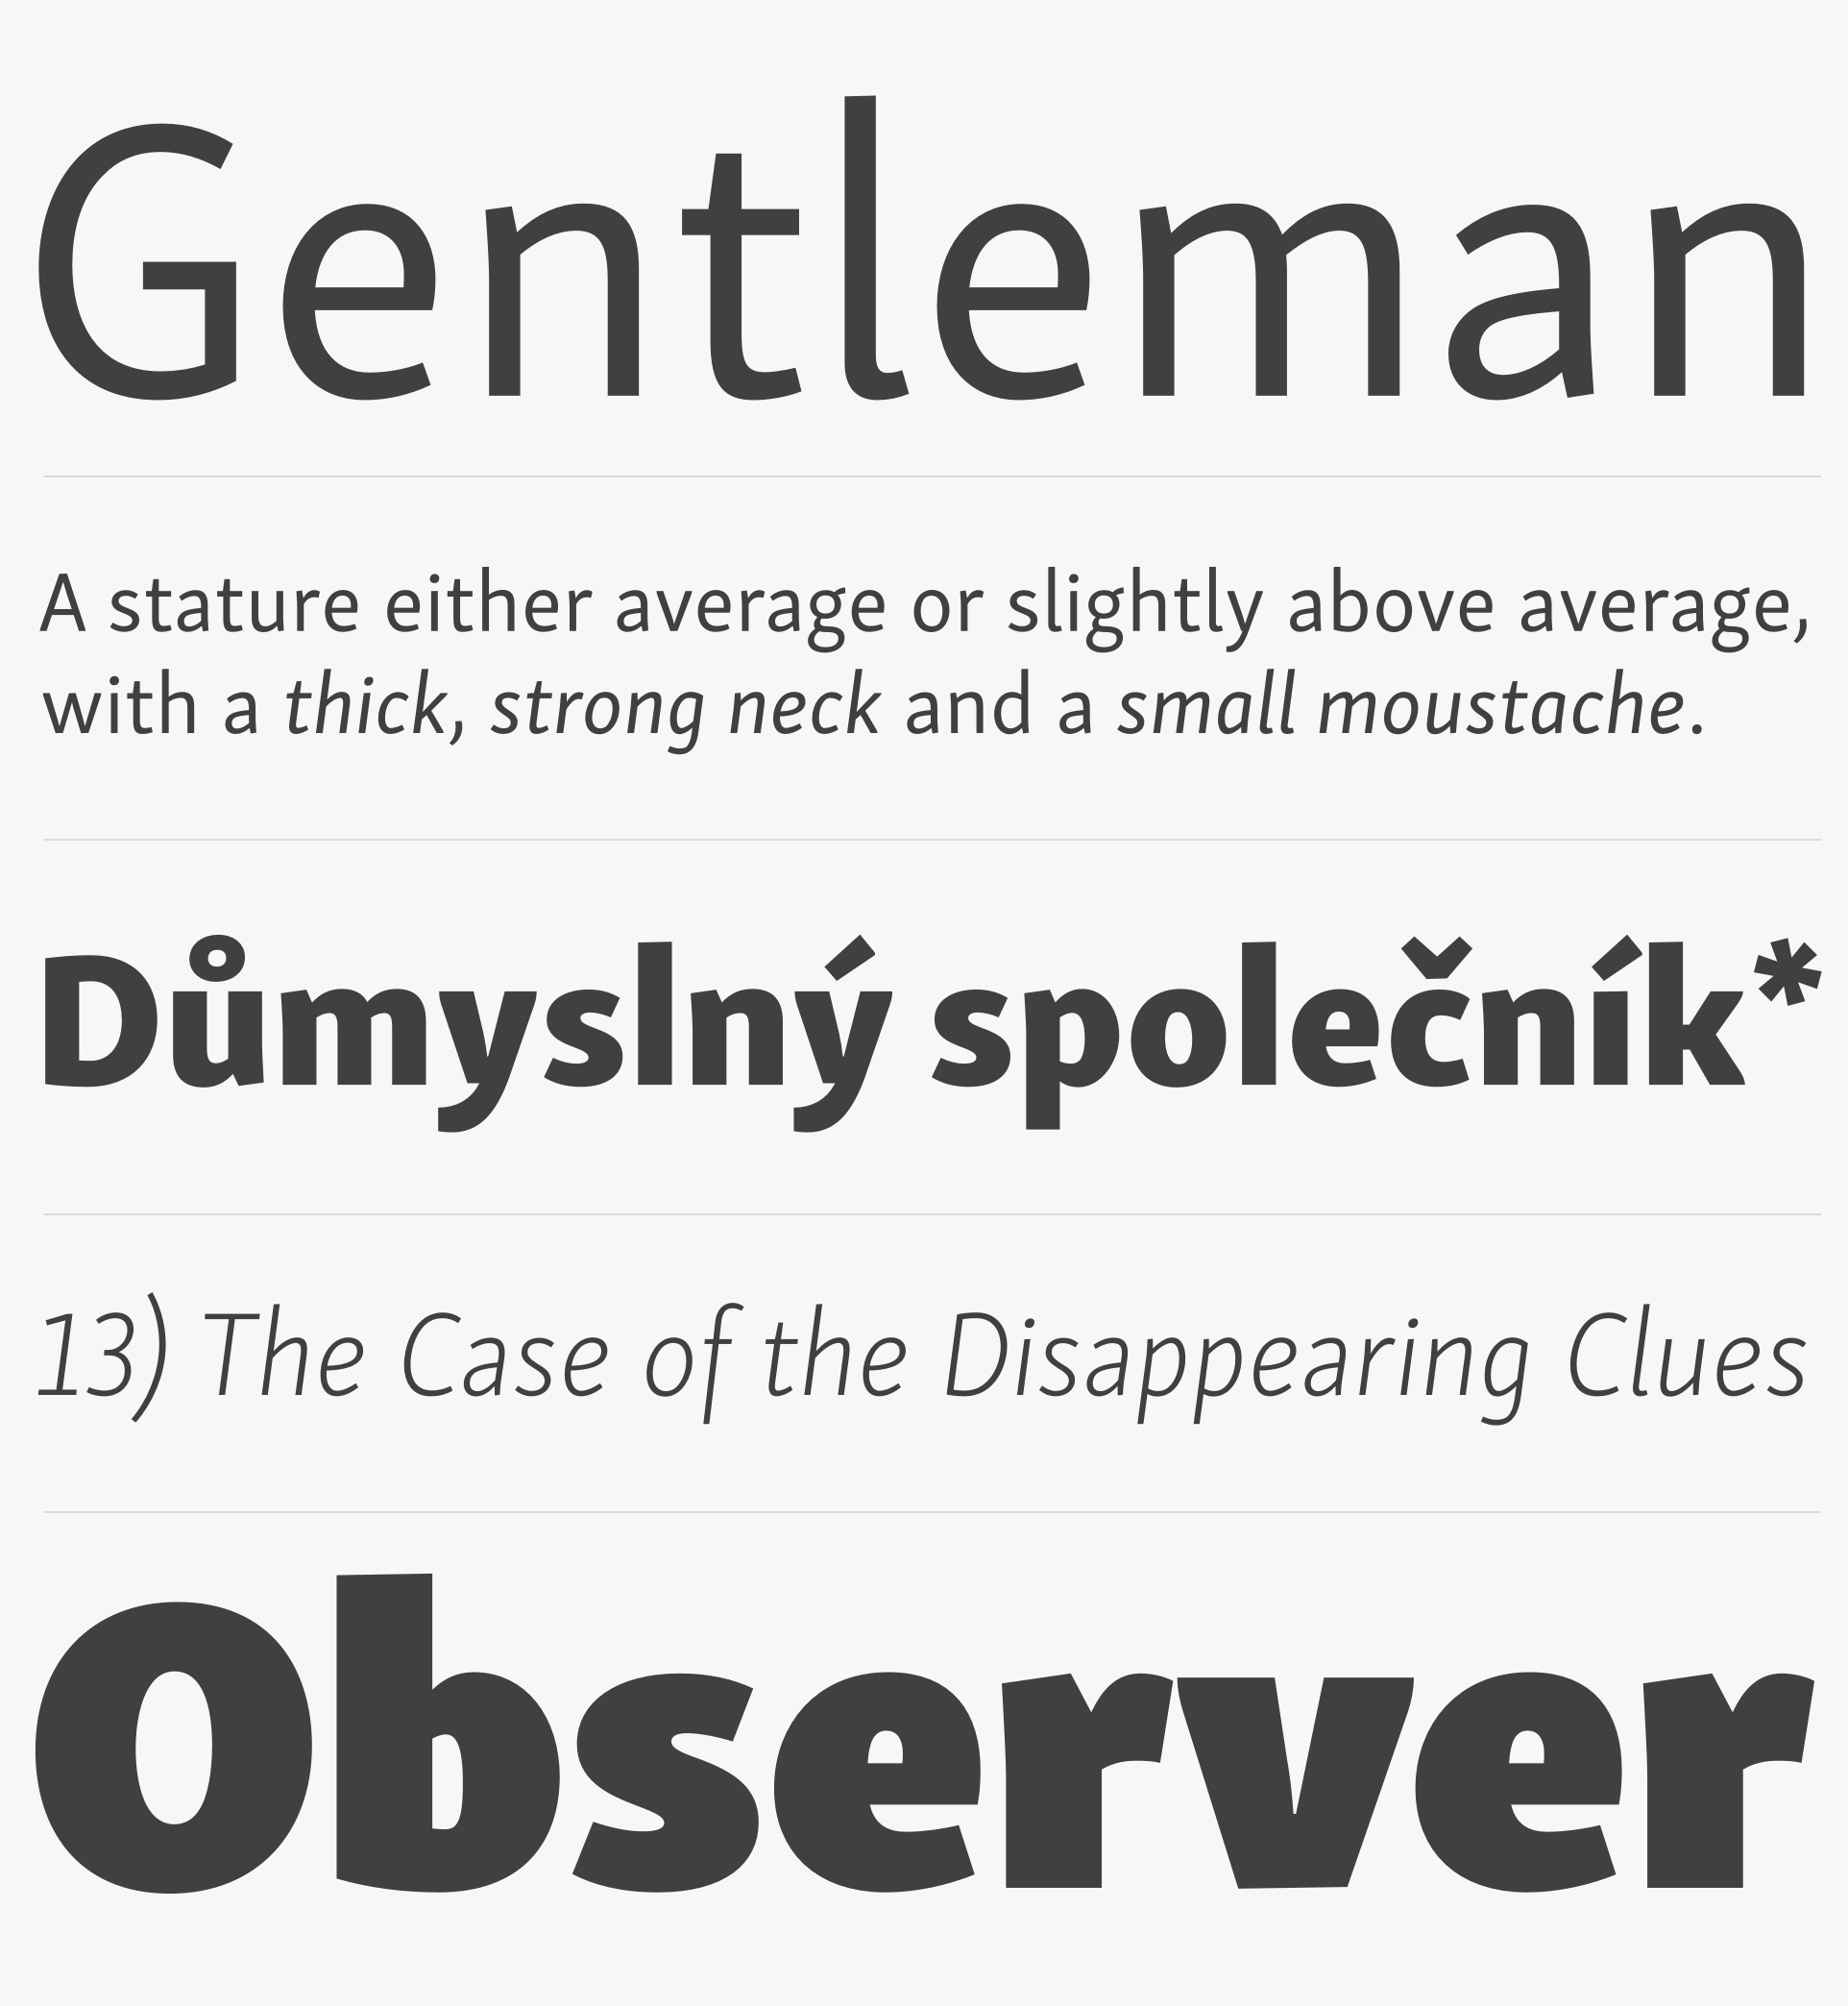 Gentleman
A stature either average or slightly above average,
with a thick, strong neck and a small moustache.
Důmyslný společník*
13) The Case of the Disappearing Clues
Observer